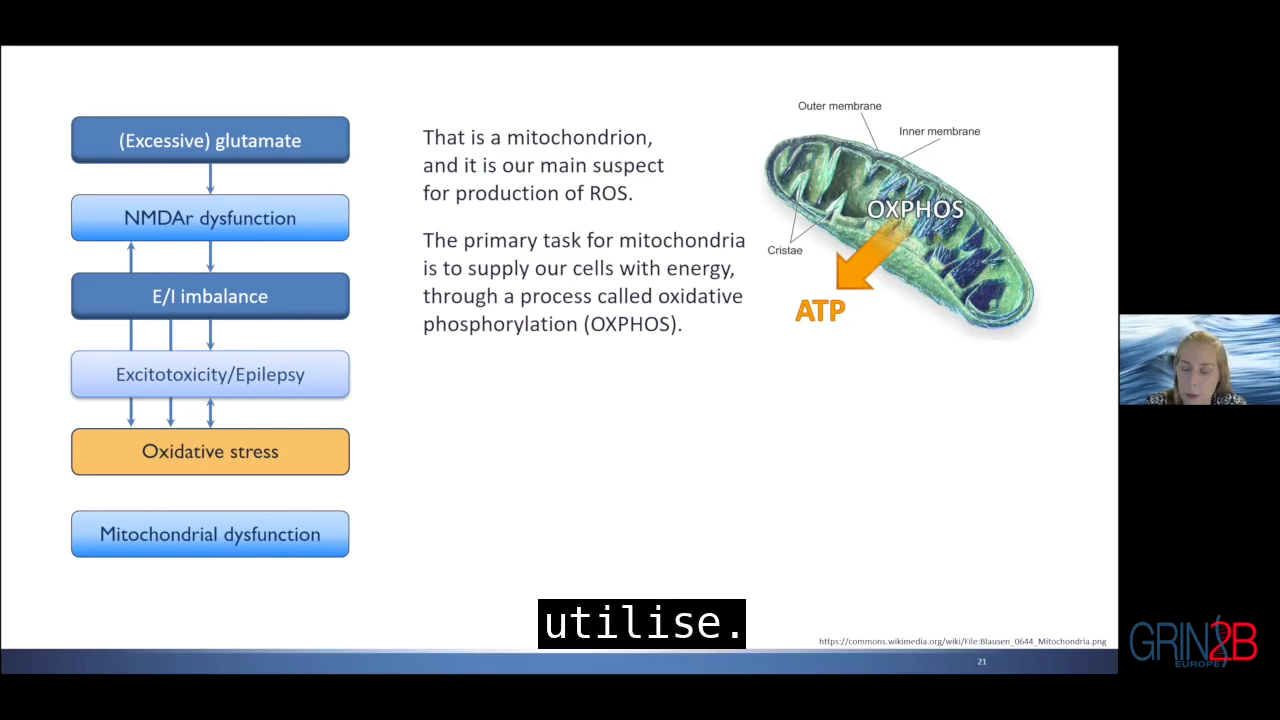 (Excessive) glutamate
NMDAr dysfunction
E/I imbalance
Excitotoxicity/Epilepsy
Oxidative stress
Mitochondrial dysfunction
That is a mitochondrion,
and it is our main suspect
for production of ROS.
The primary task for mitochondria
is to supply our cells with energy,
through a process called oxidative
phosphorylation (OXPHOS).
Outer membrane
Inner membrane
OXPHOS
Cristae
ATP
utilise.
https://commons.wikimedia.org/wiki/File:Blausen_0644_Mitochondria.png
21
GRIN2B
EUROPE